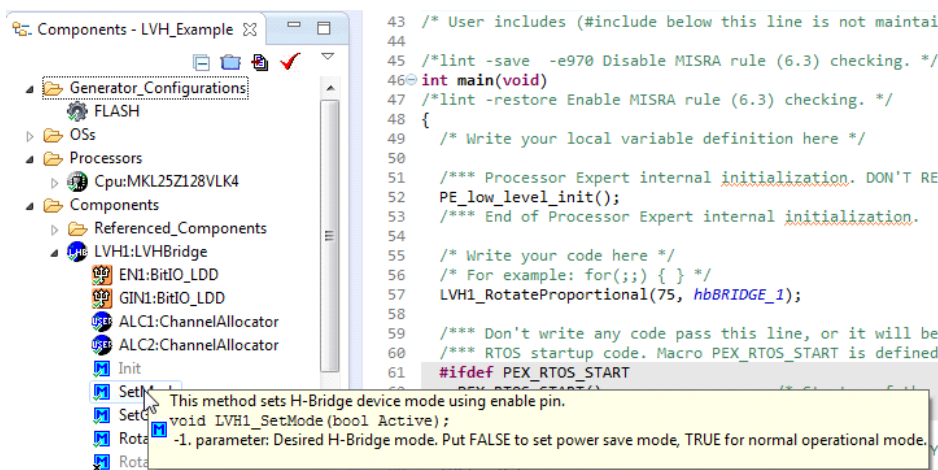 Components - LVH_Example
Generator_Configurations
FLASH
OSs
Processors
Cpu:MKL25Z128VLK4
Components
Referenced_Components
LVH1:LVHBridge
EN1:BitIO_LDD
GIN1:BitIO_LDD
ALC1:ChannelAllocator
ALC2:ChannelAllocator
Init
43 /* User includes (#include below this line is not maintai
44
45 /*lint -save -e970 Disable MISRA rule (6.3) checking. */
46 int main(void)
47 /*lint -restore Enable MISRA rule (6.3) checking. */
48 {
49 /* Write your local variable definition here */
50
51 /*** Processor Expert internal initialization. DON'T RE
52 PE_low_level_init();
53 /*** End of Processor Expert internal initialization.
54
55 /* Write your code here */
56 /* For example: for(;;) { } */
57 LVH1_RotateProportional(75, hbBRIDGE_1);
58
59 /*** Don't write any code pass this line, or it will be
60 /*** RTOS startup code. Macro PEX_RTOS_START is defined
61 #ifdef PEX_RTOS_START
This method sets H-Bridge device mode using enable pin.
void LVH1_SetMode(bool Active);
-1. parameter: Desired H-Bridge mode. Put FALSE to set power save mode, TRUE for normal operational mode.